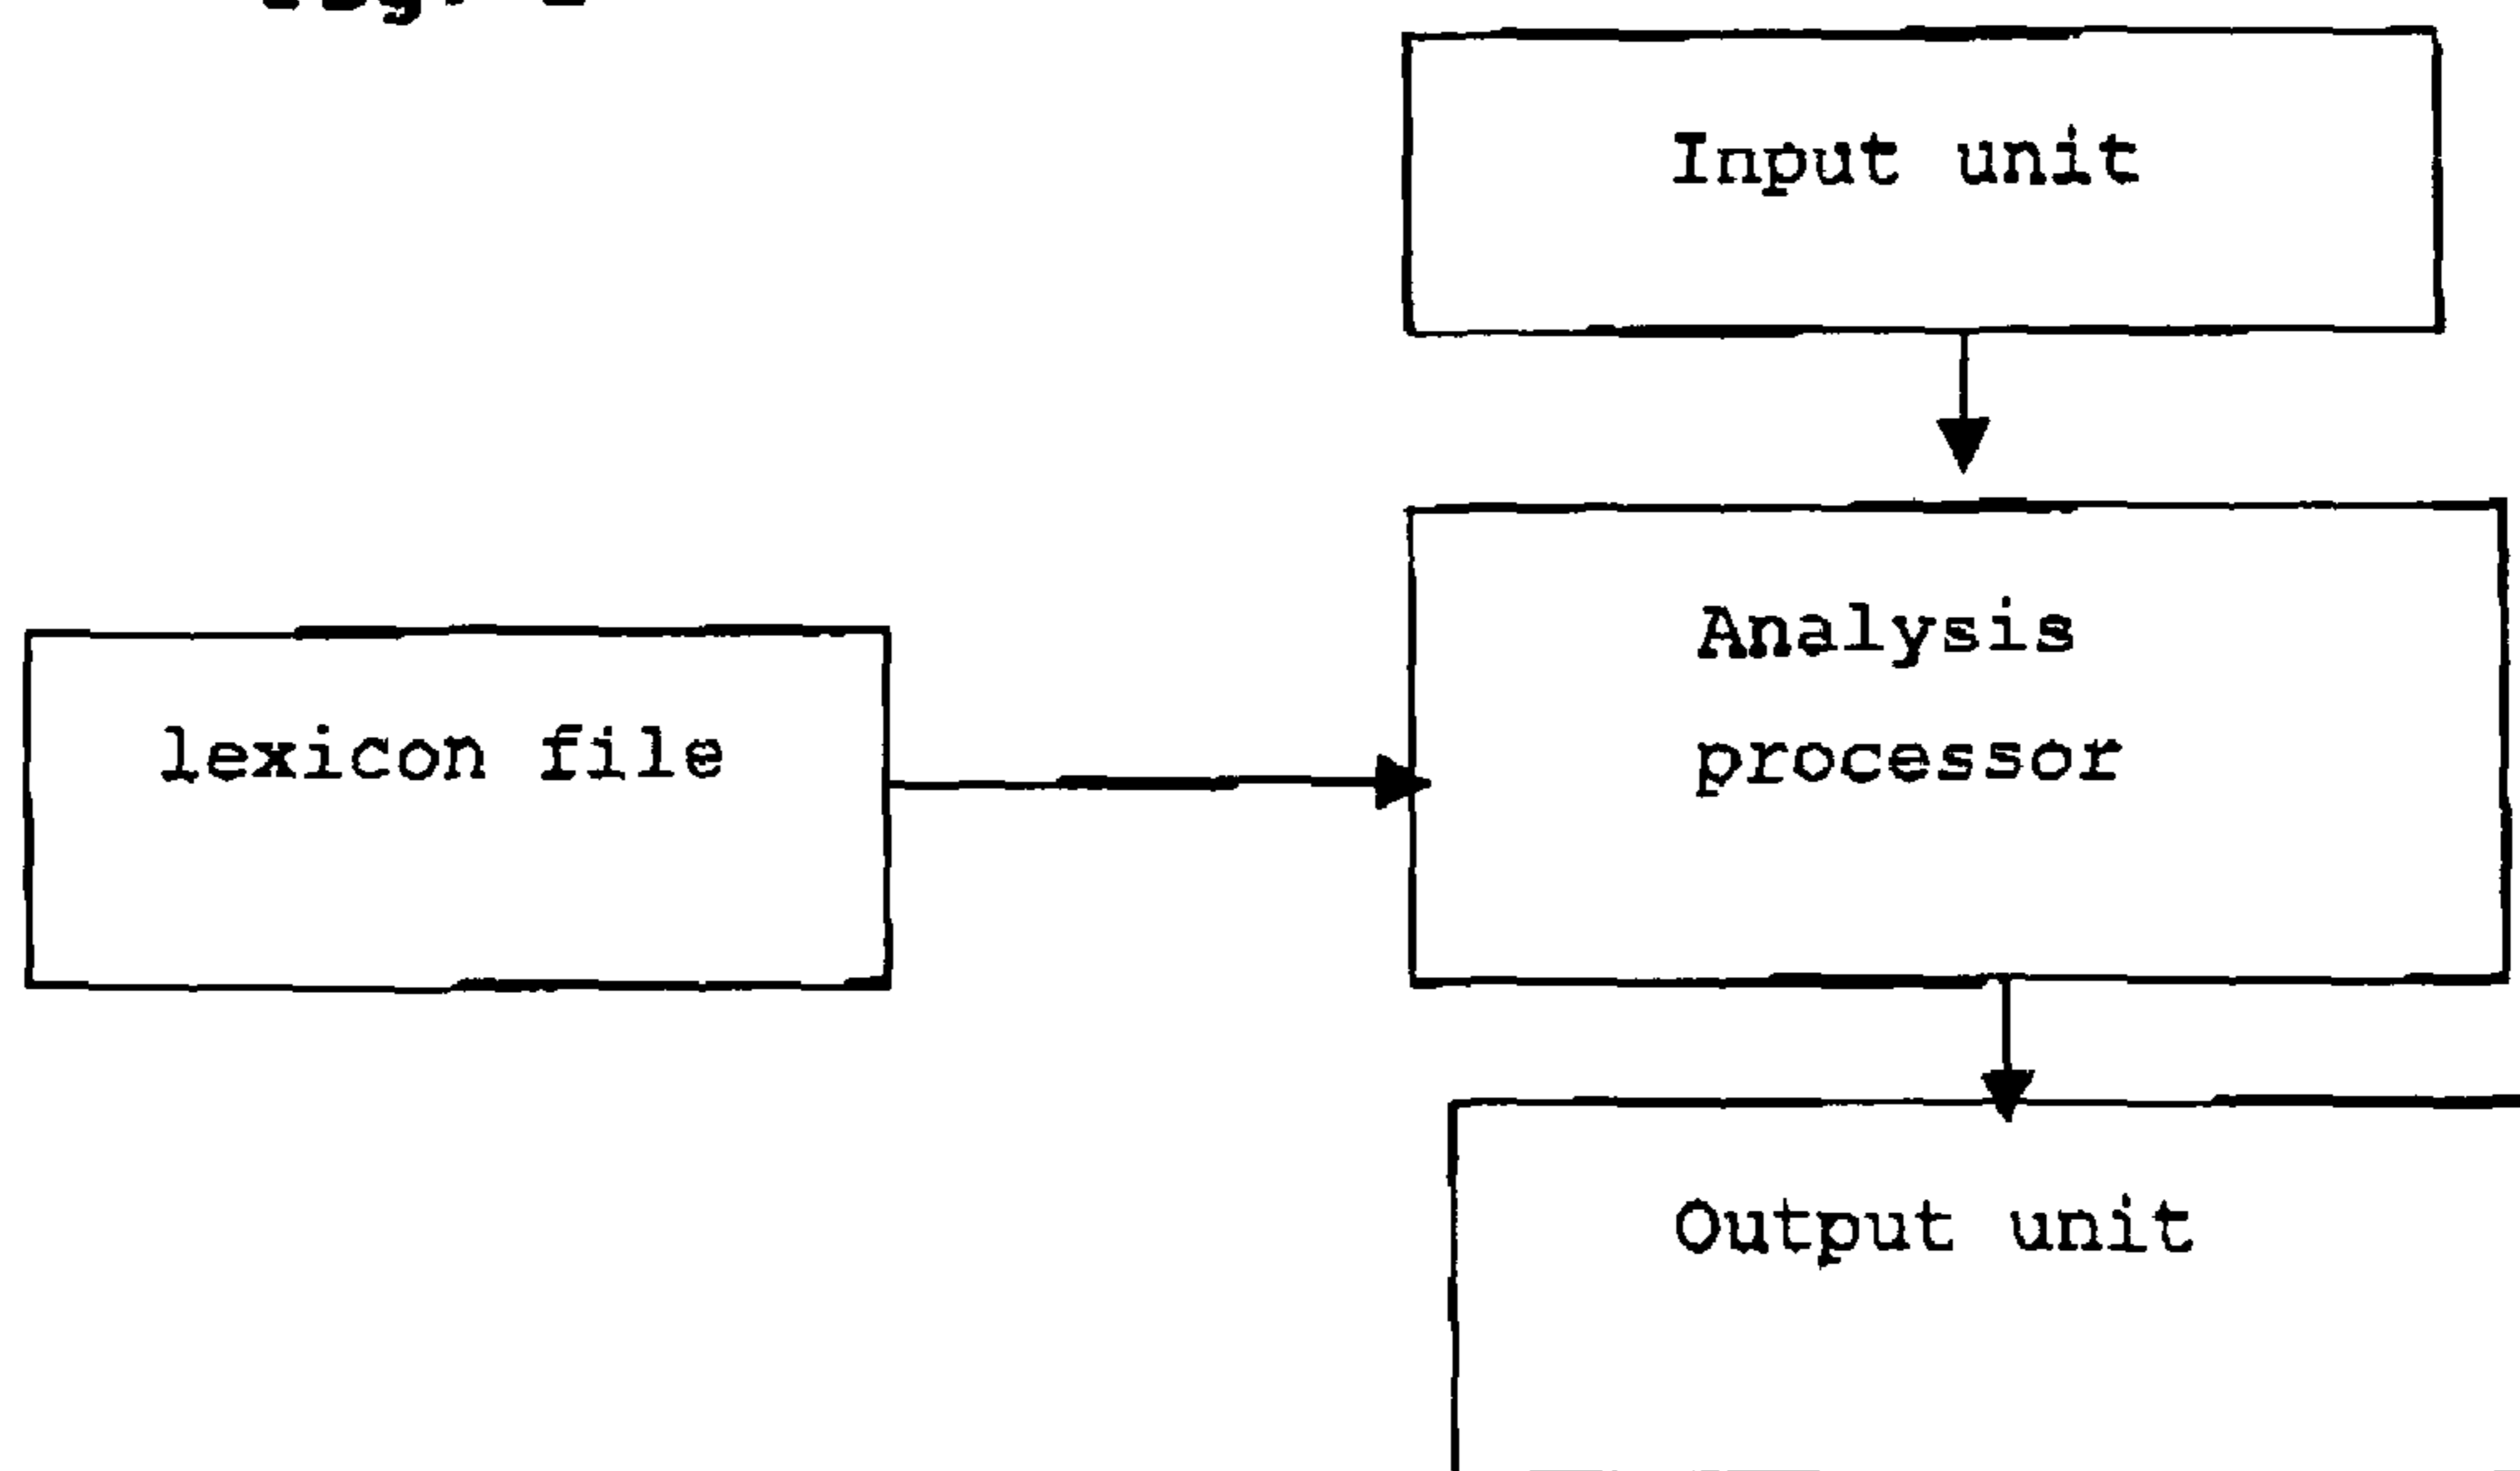 Input unit
Analysis
processor
lexicon file
Output unit